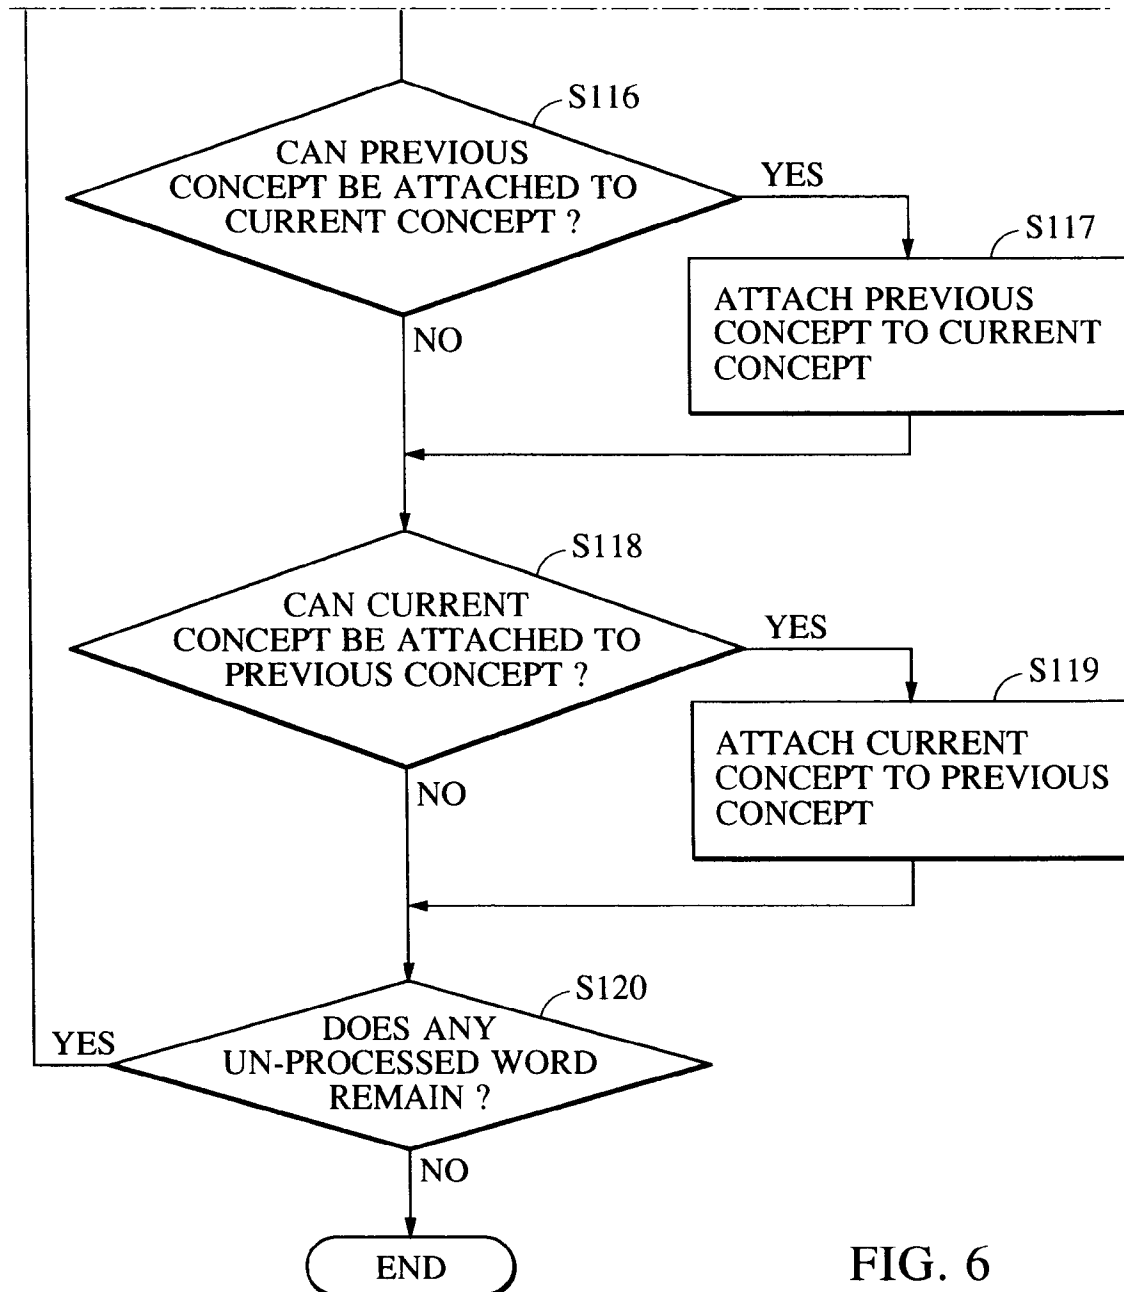 S116
CAN PREVIOUS
CONCEPT BE ATTACHED TO
CURRENT CONCEPT ?
YES
S117
ATTACH PREVIOUS
CONCEPT TO CURRENT
CONCEPT
NO
S118
CAN CURRENT
CONCEPT BE ATTACHED TO
PREVIOUS CONCEPT ?
YES
S119
ATTACH CURRENT
CONCEPT TO PREVIOUS
CONCEPT
NO
S120
DOES ANY
UN-PROCESSED WORD
REMAIN ?
YES
NO
END
FIG. 6